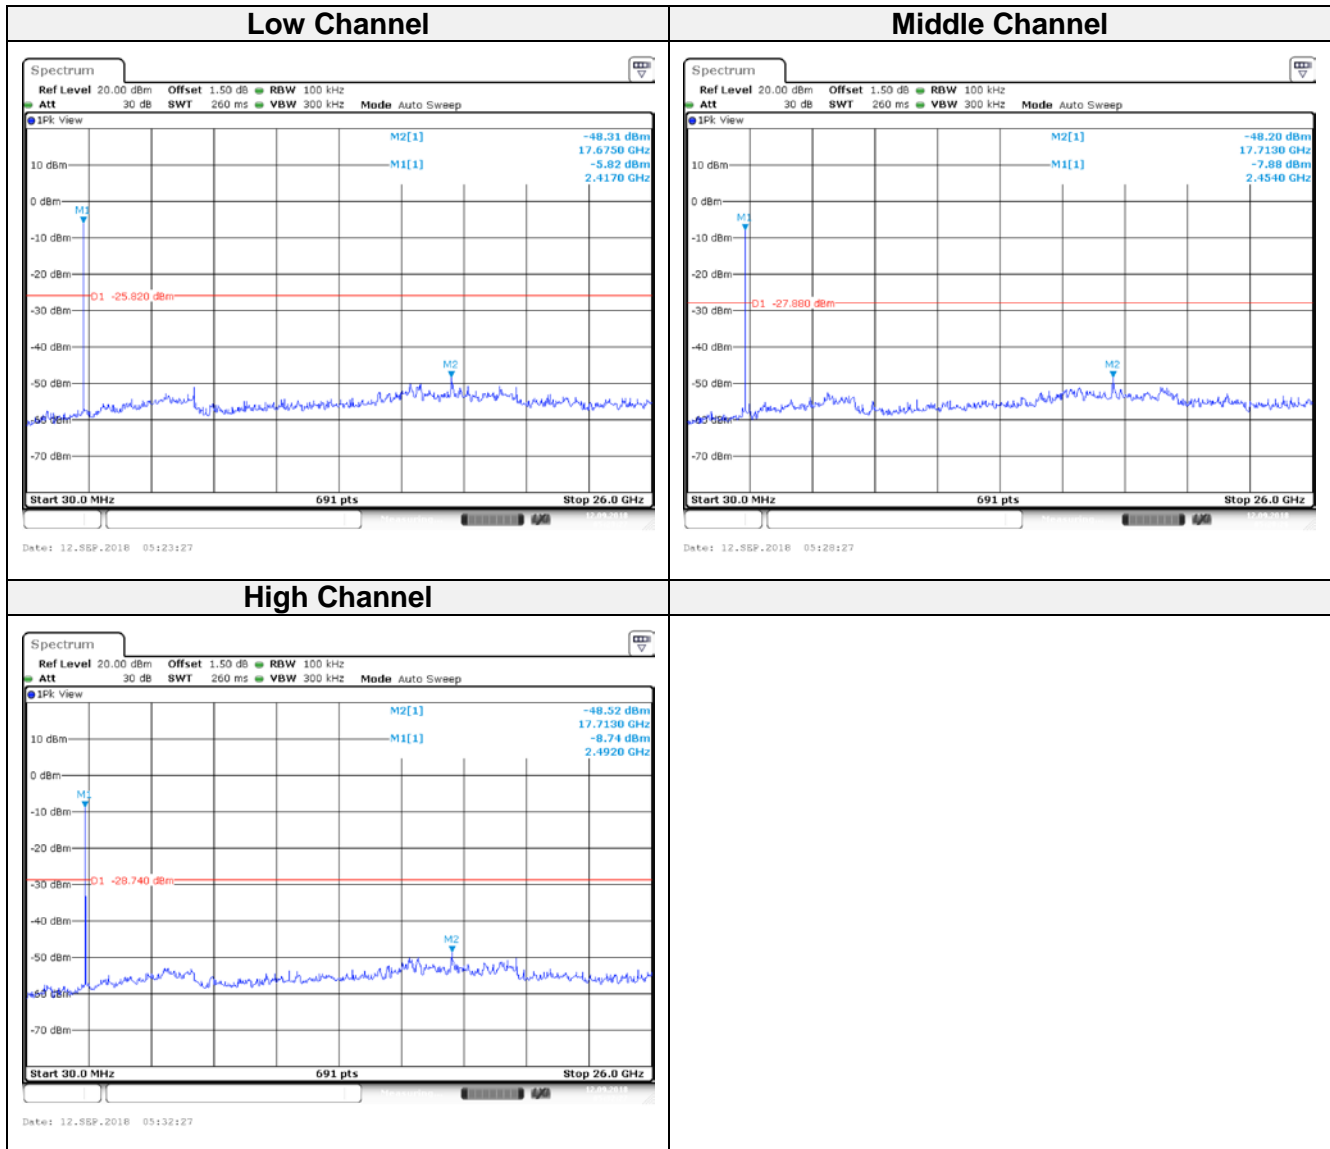 Low Channel
Spectrum
Ref Level 20.00 dBm Offset 1.50 dB RBW 100 kHz
Att 30 dB SWT 260 ms VBW 300 kHz Mode Auto Sweep
1Pk View
M2[1] -48.31 dBm
17.6750 GHz
10 dBm
M1[1] -5.82 dBm
2.4170 GHz
0 dBm
M1
-10 dBm
-20 dBm
D1 -25.820 dBm
-30 dBm
-40 dBm
M2
-50 dBm
-60 dBm
-70 dBm
Start 30.0 MHz 691 pts Stop 26.0 GHz
Date: 12.SEP.2018 05:23:27
Middle Channel
Spectrum
Ref Level 20.00 dBm Offset 1.50 dB RBW 100 kHz
Att 30 dB SWT 260 ms VBW 300 kHz Mode Auto Sweep
1Pk View
M2[1] -48.20 dBm
17.7130 GHz
10 dBm
M1[1] -7.88 dBm
2.4540 GHz
0 dBm
M1
-10 dBm
-20 dBm
D1 -27.880 dBm
-30 dBm
-40 dBm
M2
-50 dBm
-60 dBm
-70 dBm
Start 30.0 MHz 691 pts Stop 26.0 GHz
Date: 12.SEP.2018 05:28:27
High Channel
Spectrum
Ref Level 20.00 dBm Offset 1.50 dB RBW 100 kHz
Att 30 dB SWT 260 ms VBW 300 kHz Mode Auto Sweep
1Pk View
M2[1] -48.52 dBm
17.7130 GHz
10 dBm
M1[1] -8.74 dBm
2.4920 GHz
0 dBm
M1
-10 dBm
-20 dBm
D1 -28.740 dBm
-30 dBm
-40 dBm
M2
-50 dBm
-60 dBm
-70 dBm
Start 30.0 MHz 691 pts Stop 26.0 GHz
Date: 12.SEP.2018 05:32:27